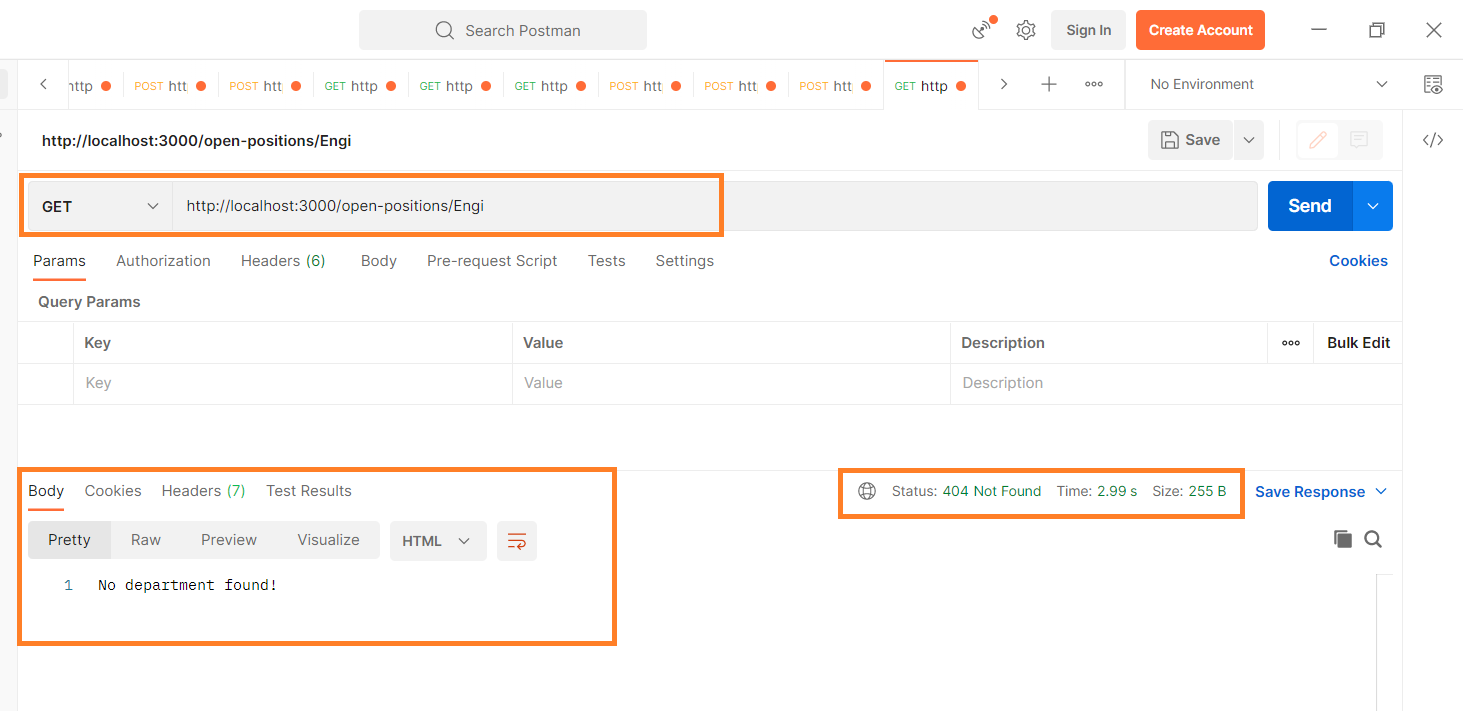 Search Postman
Sign In
Create Account
http
POST htt
POST htt
GET http
GET http
GET http
POST htt
POST htt
POST htt
GET http
No Environment
http://localhost:3000/open-positions/Engi
Save
GET
http://localhost:3000/open-positions/Engi
Send
Params Authorization Headers (6) Body Pre-request Script Tests Settings Cookies
Query Params
Key Value Description ooo Bulk Edit
Key Value Description
Body Cookies Headers (7) Test Results
Status: 404 Not Found Time: 2.99 s Size: 255 B Save Response
Pretty Raw Preview Visualize HTML
1 No department found!